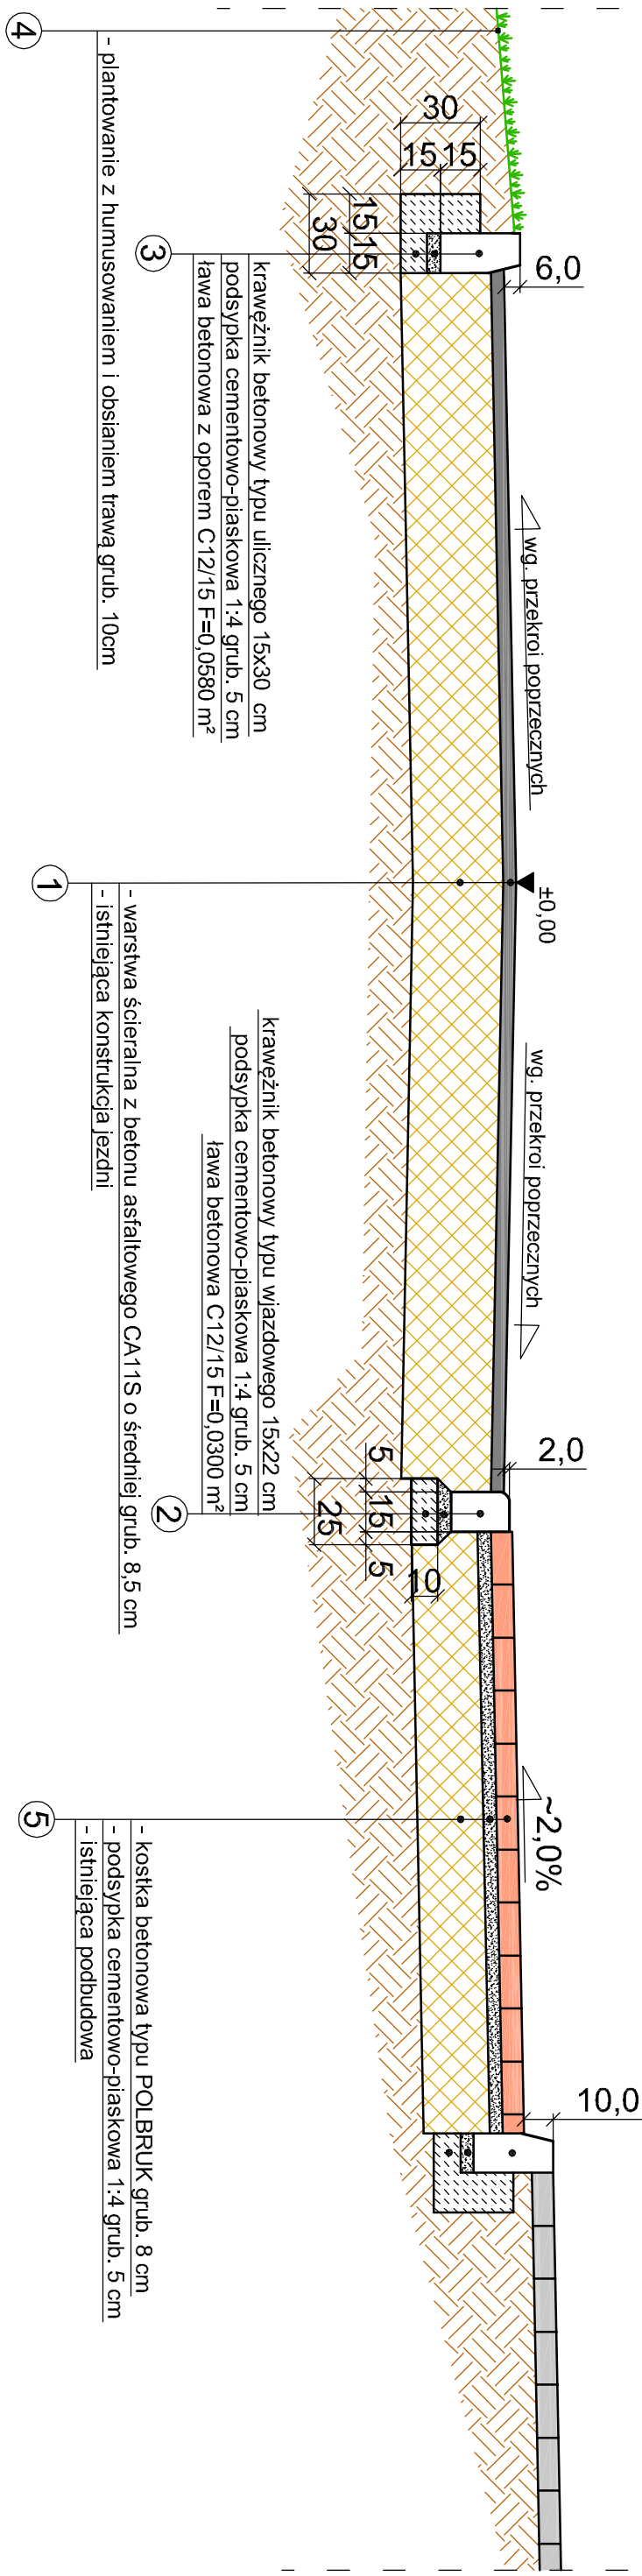 6,0
wg. przekroi poprzecznych
±0,00
wg. przekroi poprzecznych
2,0
~2,0%
10,0
30
15 15
15 15
30
5 15 5
25
10
4
- plantowanie z humusowaniem i obsianiem trawą grub. 10cm
3
krawężnik betonowy typu ulicznego 15x30 cm
podsypka cementowo-piaskowa 1:4 grub. 5 cm
ława betonowa z oporem C12/15 F=0,0580 m²
1
- warstwa ścieralna z betonu asfaltowego CA11S o średniej grub. 8,5 cm
- istniejąca konstrukcja jezdni
2
krawężnik betonowy typu wjazdowego 15x22 cm
podsypka cementowo-piaskowa 1:4 grub. 5 cm
ława betonowa C12/15 F=0,0300 m²
5
- kostka betonowa typu POLBRUK grub. 8 cm
- podsypka cementowo-piaskowa 1:4 grub. 5 cm
- istniejąca podbudowa